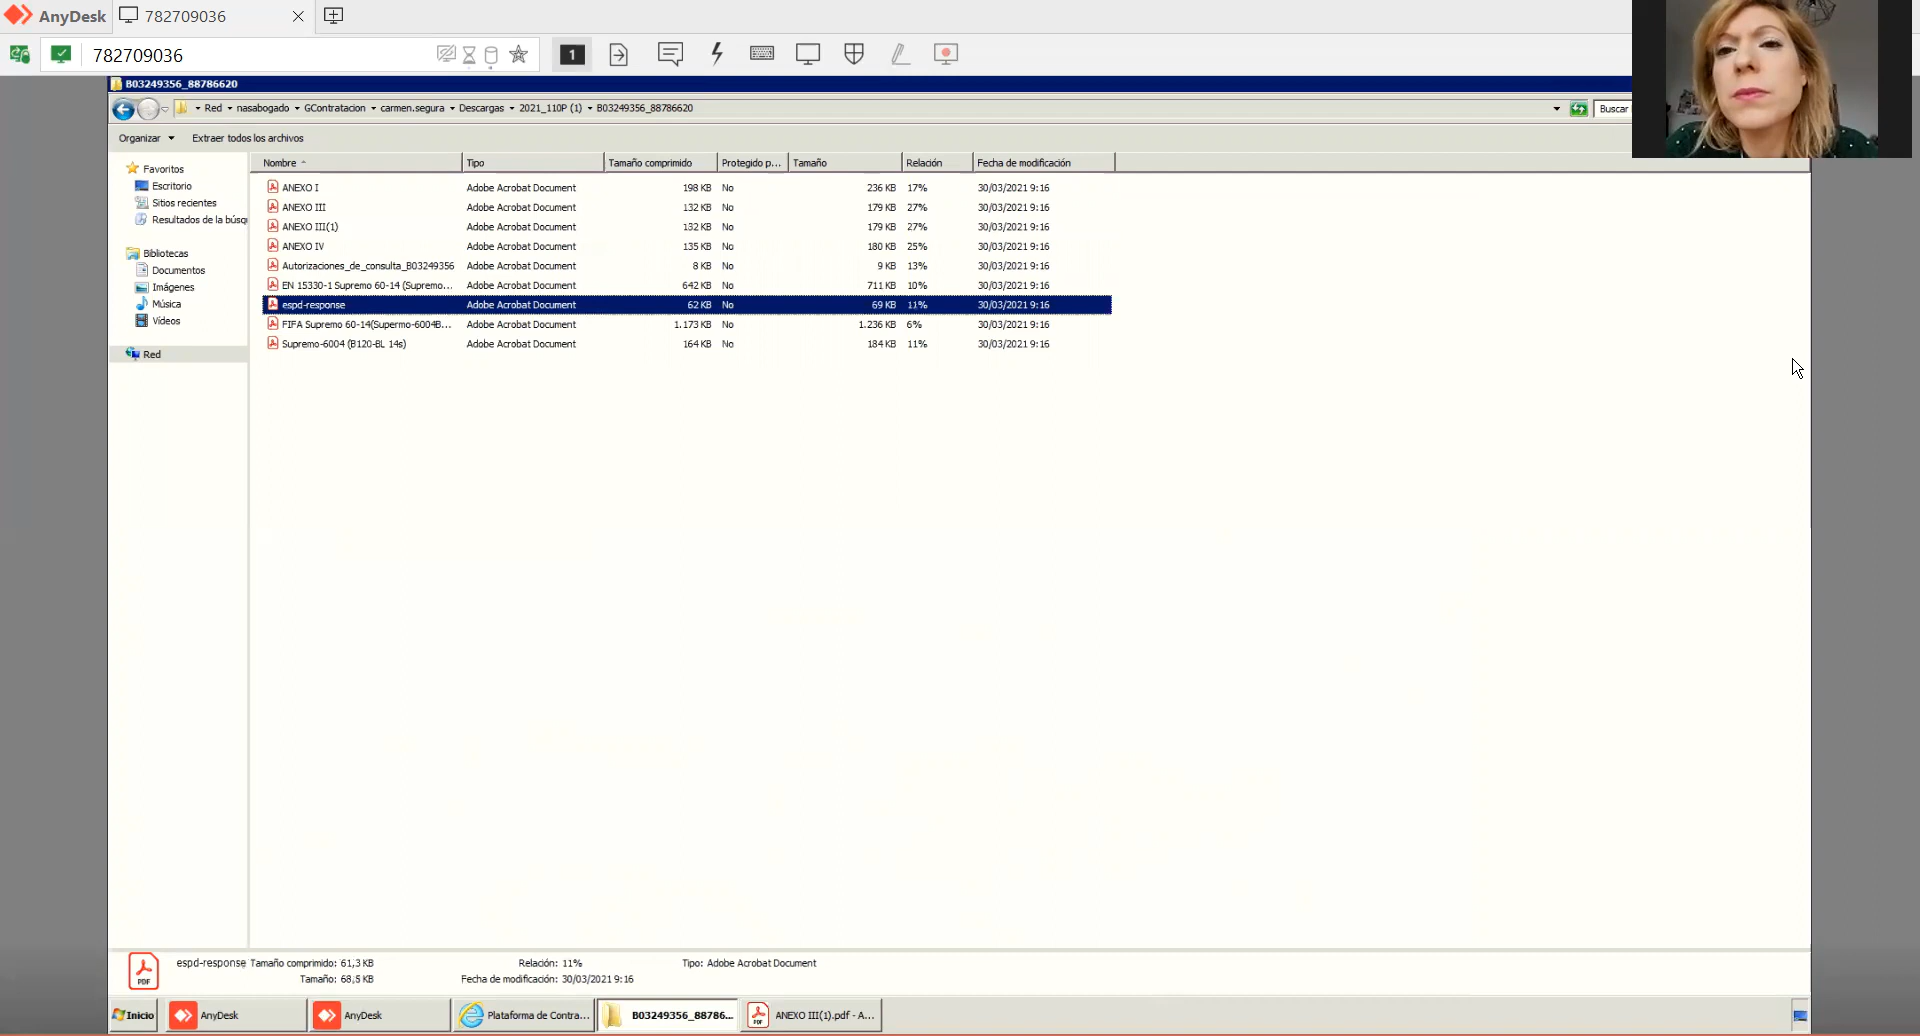 AnyDesk 782709036
782709036 1
B03249356_88786620
Red nasabogado GContratacion carmen.segura Descargas 2021_110P (1) B03249356_88786620 Buscar
Organizar Extraer todos los archivos
Nombre Tipo Tamaño comprimido Protegido p... Tamaño Relación Fecha de modificación
Favoritos
Escritorio
Sitios recientes
Resultados de la búsqu
Bibliotecas
Documentos
Imágenes
Música
Vídeos
Red
ANEXO I Adobe Acrobat Document 198 KB No 236 KB 17% 30/03/2021 9:16
ANEXO III Adobe Acrobat Document 132 KB No 179 KB 27% 30/03/2021 9:16
ANEXO III(1) Adobe Acrobat Document 132 KB No 179 KB 27% 30/03/2021 9:16
ANEXO IV Adobe Acrobat Document 135 KB No 180 KB 25% 30/03/2021 9:16
Autorizaciones_de_consulta_B03249356 Adobe Acrobat Document 8 KB No 9 KB 13% 30/03/2021 9:16
EN 15330-1 Supremo 60-14 (Supremo... Adobe Acrobat Document 642 KB No 711 KB 10% 30/03/2021 9:16
espd-response Adobe Acrobat Document 62 KB No 69 KB 11% 30/03/2021 9:16
FIFA Supremo 60-14(Supermo-6004B... Adobe Acrobat Document 1.173 KB No 1.236 KB 6% 30/03/2021 9:16
Supremo-6004 (B120-BL 14s) Adobe Acrobat Document 164 KB No 184 KB 11% 30/03/2021 9:16
espd-response Tamaño comprimido: 61,3 KB Relación: 11% Tipo: Adobe Acrobat Document
PDF Tamaño: 68,5 KB Fecha de modificación: 30/03/2021 9:16
Inicio AnyDesk AnyDesk Plataforma de Contra... B03249356_88786... PDF ANEXO III(1).pdf - A...